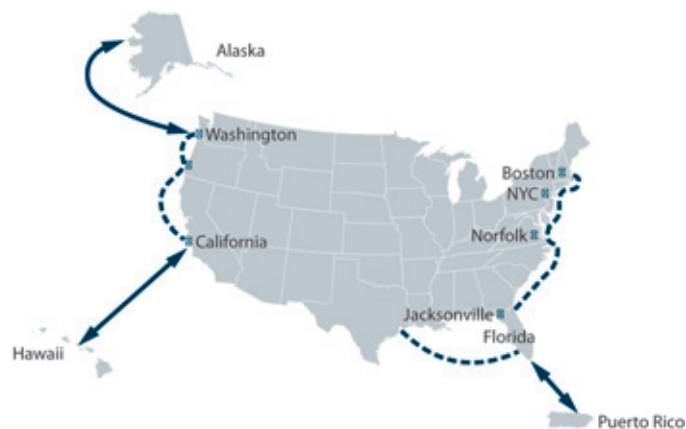 Alaska
Washington
Boston
NYC
Norfolk
California
Jacksonville
Florida
Hawaii
Puerto Rico